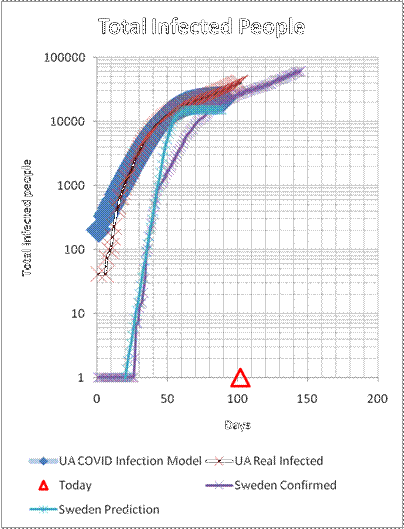 Total Infected People
100000
10000
1000
100
10
1
Total infected people
0 50 100 150 200
Days
UA COVID Infection Model UA Real Infected
Today Sweden Confirmed
Sweden Prediction